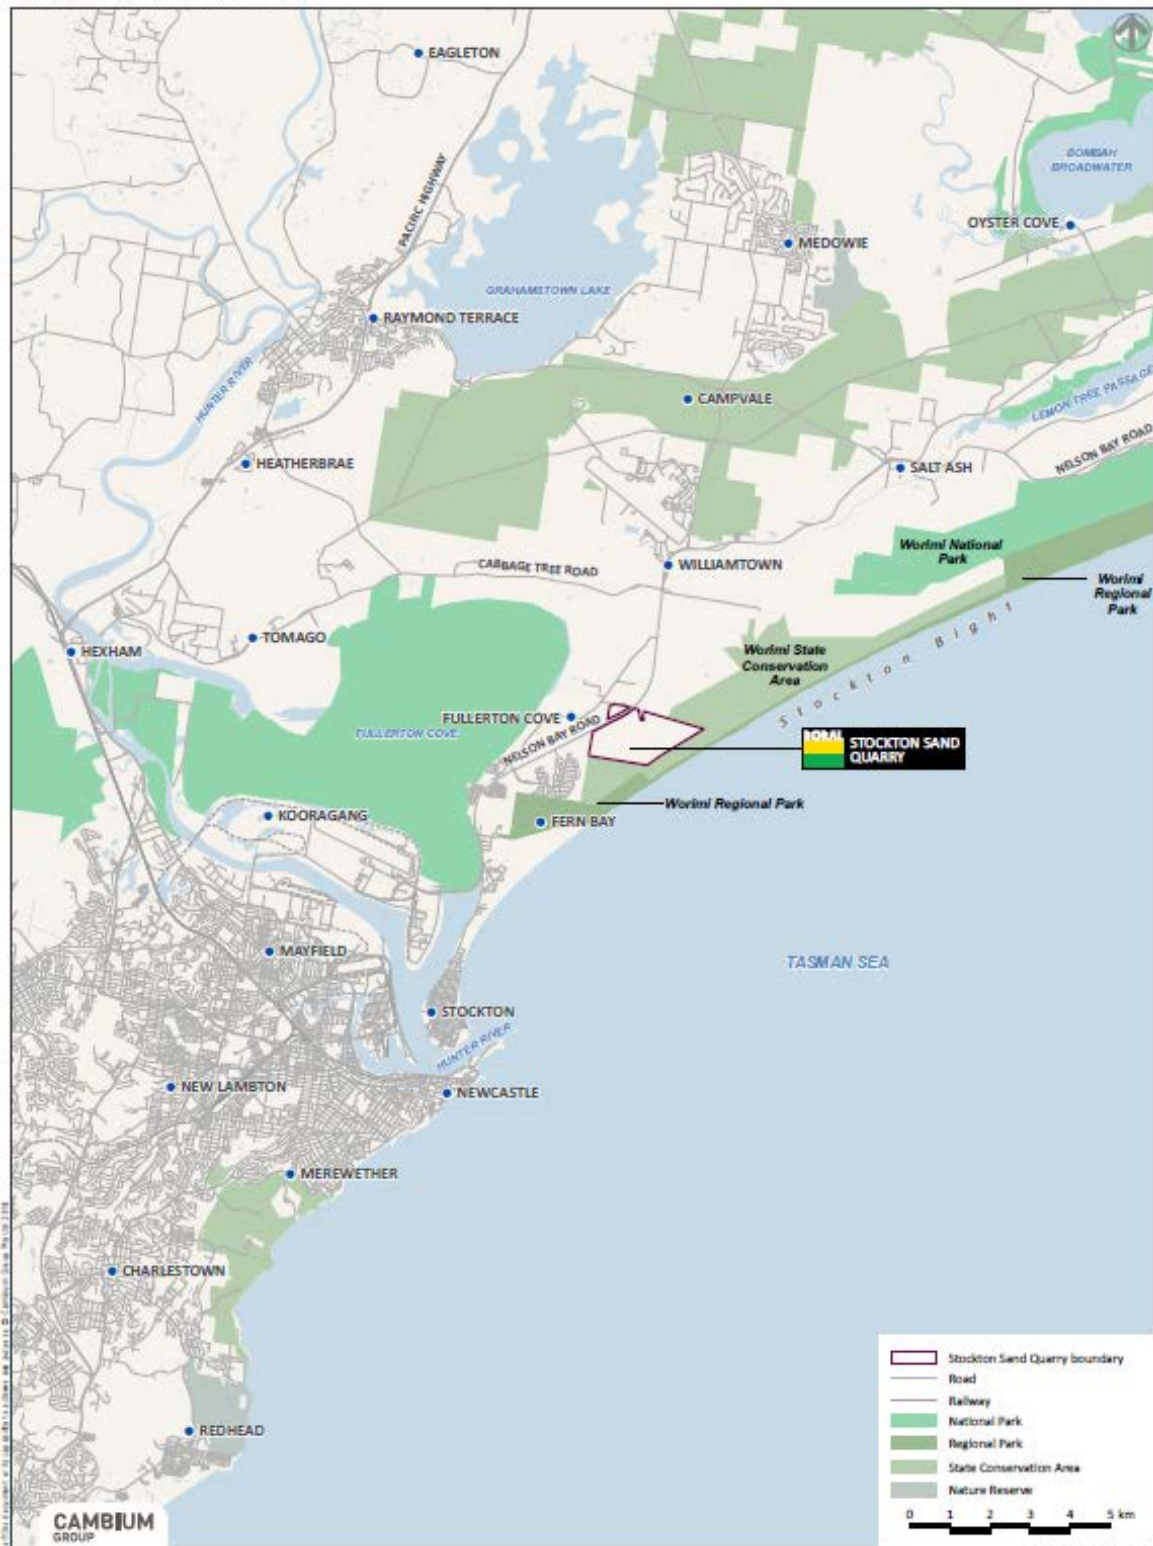 EAGLETON
PACIFIC HIGHWAY
BOMBAH
BROADWATER
OYSTER COVE
MEDOWIE
GRAHAMSTOWN LAKE
RAYMOND TERRACE
HUNTER RIVER
CAMPVALE
LEMON TREE PASSAGE
NELSON BAY ROAD
HEATHERBRAE
SALT ASH
Worimi National
Park
CABBAGE TREE ROAD
WILLIAMTOWN
Worimi
Regional
Park
Stockton Bight
TOMAGO
HEXHAM
Worimi State
Conservation
Area
FULLERTON COVE
NELSON BAY ROAD
FULLERTON COVE
BORAL
STOCKTON SAND
QUARRY
Worimi Regional Park
KOORAGANG
FERN BAY
MAYFIELD
TASMAN SEA
STOCKTON
HUNTER RIVER
NEW LAMBTON
NEWCASTLE
MEREWETHER
CHARLESTOWN
REDHEAD
Stockton Sand Quarry boundary
Road
Railway
National Park
Regional Park
State Conservation Area
Nature Reserve
0 1 2 3 4 5 km
CAMBIUM
GROUP